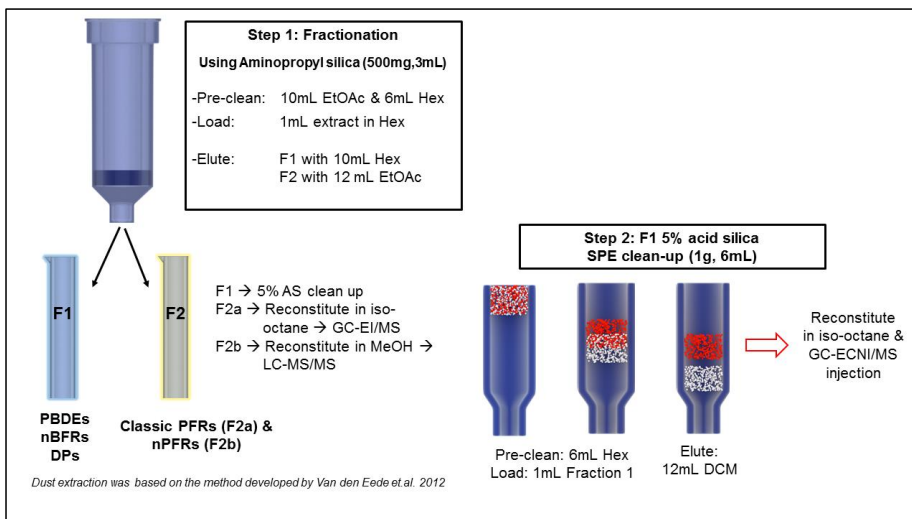 Step 1: Fractionation
Using Aminopropyl silica (500mg,3mL)
-Pre-clean: 10mL EtOAc & 6mL Hex
-Load: 1mL extract in Hex
-Elute: F1 with 10mL Hex
F2 with 12 mL EtOAc
F1
F2
F1 → 5% AS clean up
F2a → Reconstitute in iso-
octane → GC-EI/MS
F2b → Reconstitute in MeOH →
LC-MS/MS
PBDEs
nBFRs
DPs
Classic PFRs (F2a) &
nPFRs (F2b)
Dust extraction was based on the method developed by Van den Eede et.al. 2012
Step 2: F1 5% acid silica
SPE clean-up (1g, 6mL)
Pre-clean: 6mL Hex
Load: 1mL Fraction 1
Elute:
12mL DCM
Reconstitute
in iso-octane &
GC-ECNI/MS
injection